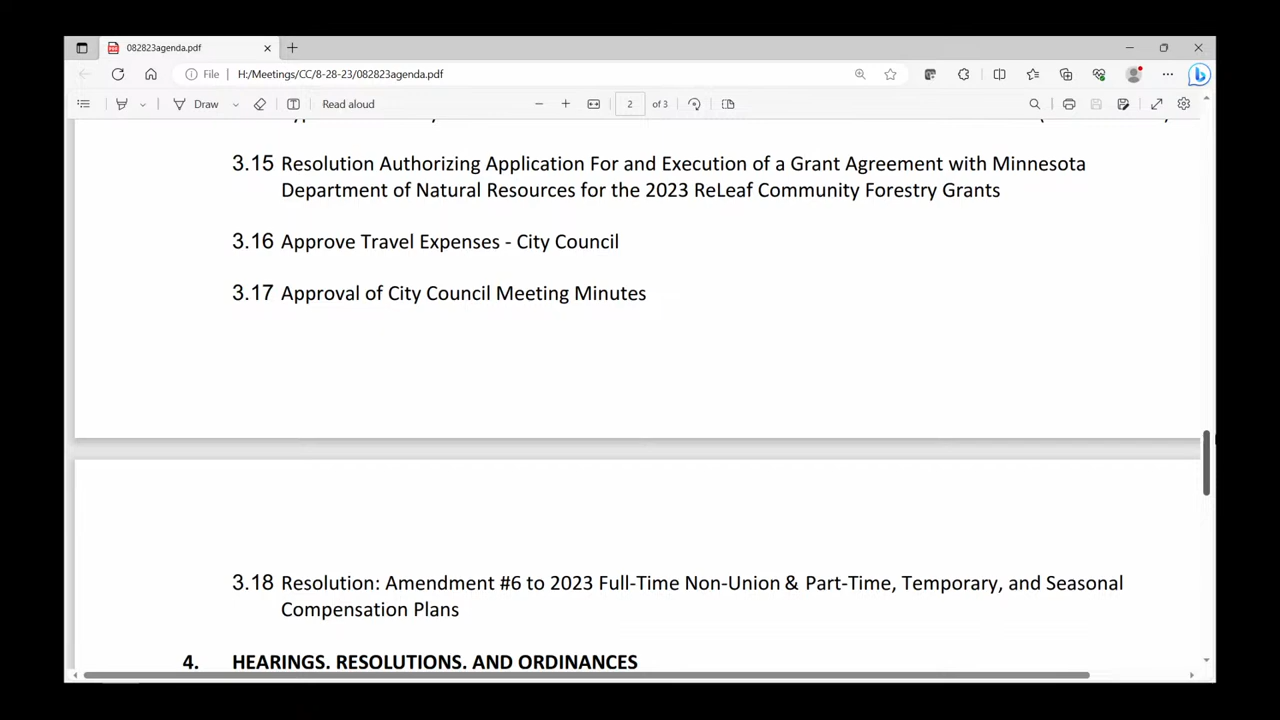 082823agenda.pdf
File H:/Meetings/CC/8-28-23/082823agenda.pdf
Draw Read aloud 2 of 3
3.15 Resolution Authorizing Application For and Execution of a Grant Agreement with Minnesota
Department of Natural Resources for the 2023 ReLeaf Community Forestry Grants
3.16 Approve Travel Expenses - City Council
3.17 Approval of City Council Meeting Minutes
3.18 Resolution: Amendment #6 to 2023 Full-Time Non-Union & Part-Time, Temporary, and Seasonal
Compensation Plans
4. HEARINGS, RESOLUTIONS, AND ORDINANCES